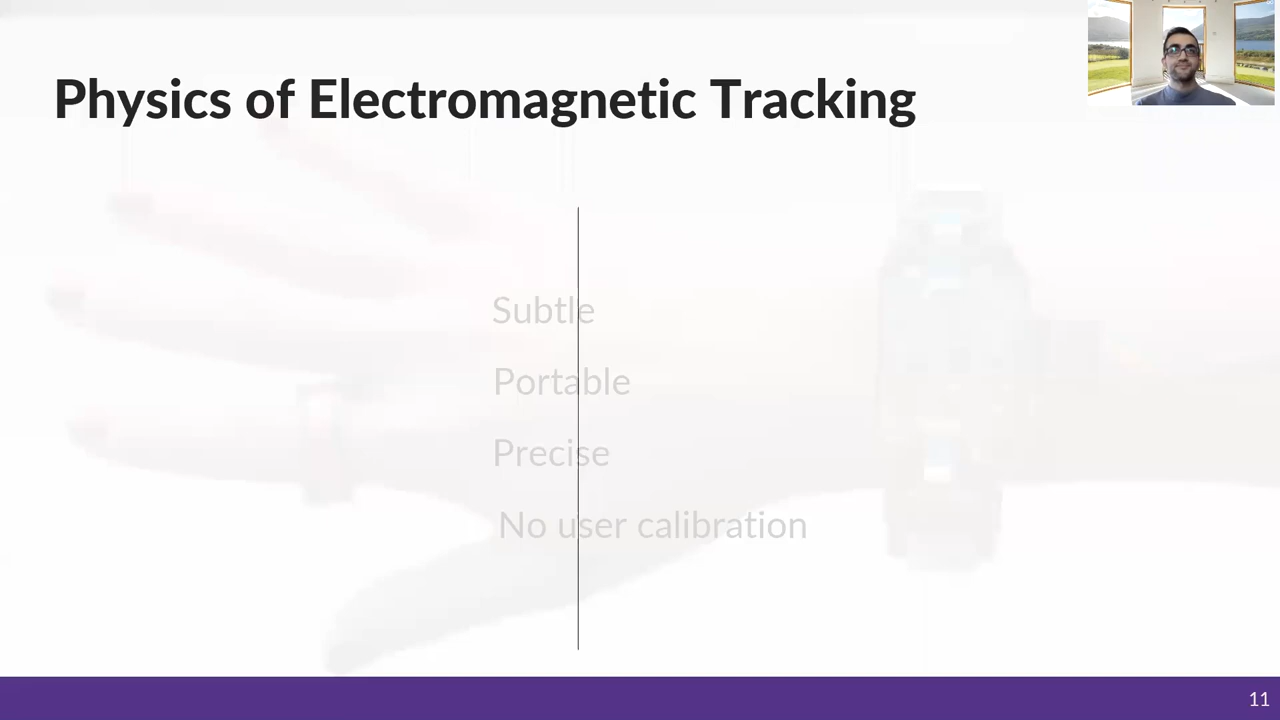 Physics of Electromagnetic Tracking
Subtle
Portable
Precise
No user calibration
11